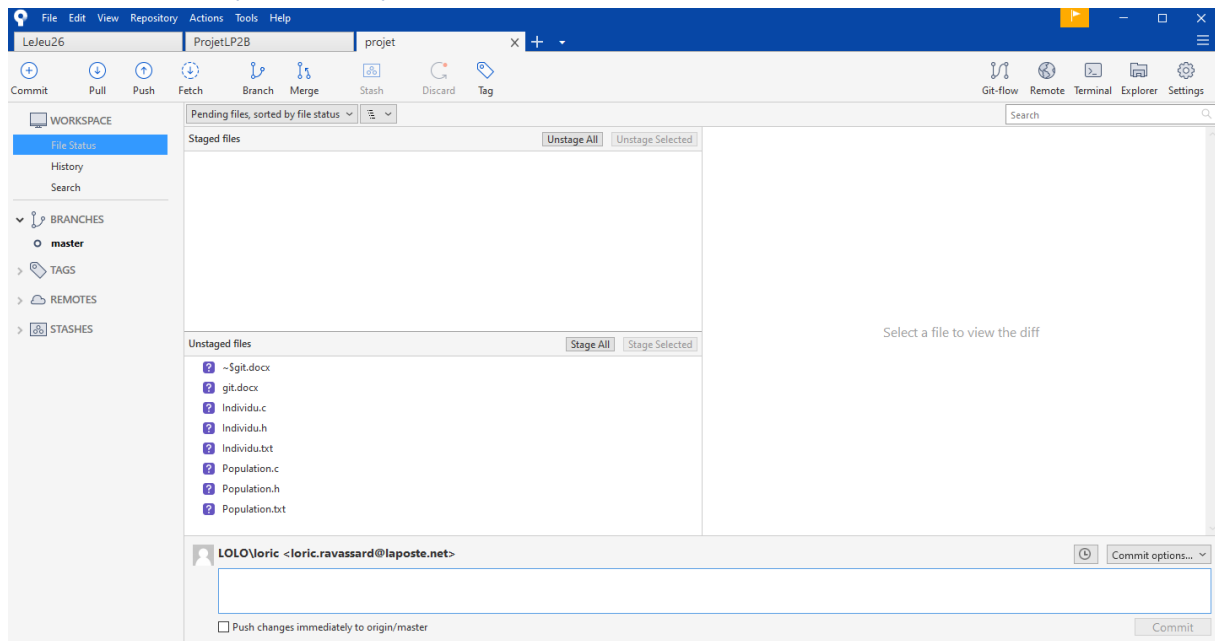 File Edit View Repository Actions Tools Help
LeJeu26 ProjetLP2B projet
Commit Pull Push Fetch Branch Merge Stash Discard Tag Git-flow Remote Terminal Explorer Settings
WORKSPACE
File Status
History
Search
BRANCHES
master
TAGS
REMOTES
STASHES
Pending files, sorted by file status
Search
Staged files Unstage All Unstage Selected
Unstaged files Stage All Stage Selected
~$git.docx
git.docx
Individu.c
Individu.h
Individu.txt
Population.c
Population.h
Population.txt
Select a file to view the diff
LOLO\loric <loric.ravassard@laposte.net>
Commit options...
Push changes immediately to origin/master
Commit